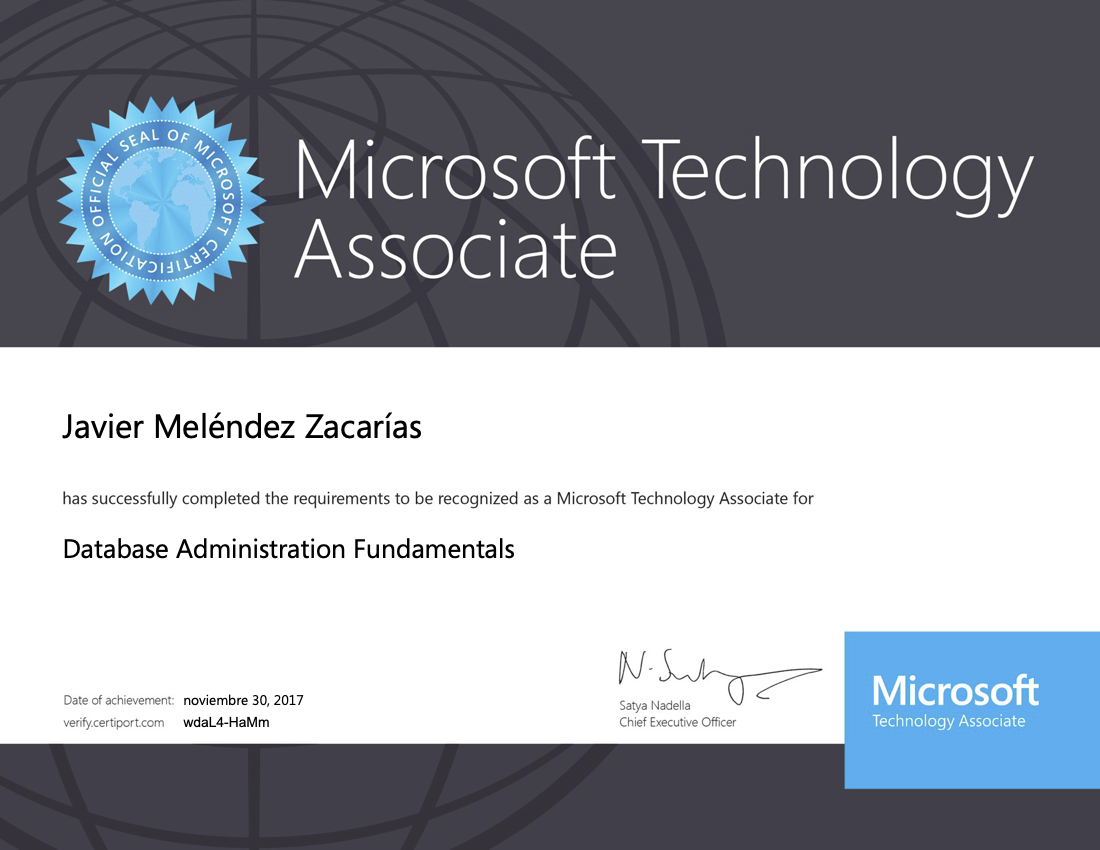 OFFICIAL SEAL OF MICROSOFT CERTIFICATION
Microsoft Technology
Associate
Javier Meléndez Zacarías
has successfully completed the requirements to be recognized as a Microsoft Technology Associate for
Database Administration Fundamentals
Date of achievement: noviembre 30, 2017
verify.certiport.com wdaL4-HaMm
Satya Nadella
Chief Executive Officer
Microsoft
Technology Associate